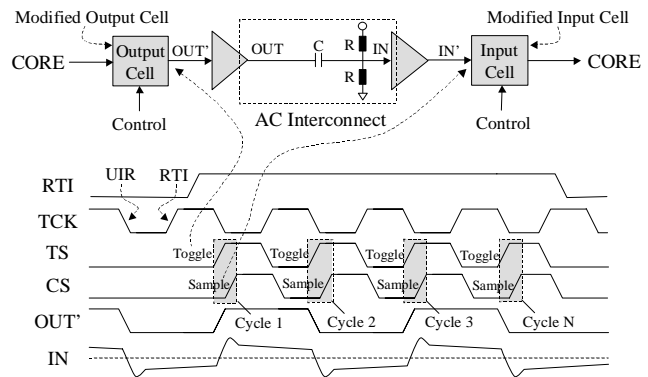 Modified Output Cell
Modified Input Cell
CORE
Output Cell
OUT’
OUT
C
R
R
IN
IN’
Input Cell
CORE
Control
AC Interconnect
Control
RTI
UIR
RTI
TCK
TS
Toggle
Toggle
Toggle
Toggle
CS
Sample
Sample
Sample
Sample
OUT’
Cycle 1
Cycle 2
Cycle 3
Cycle N
IN